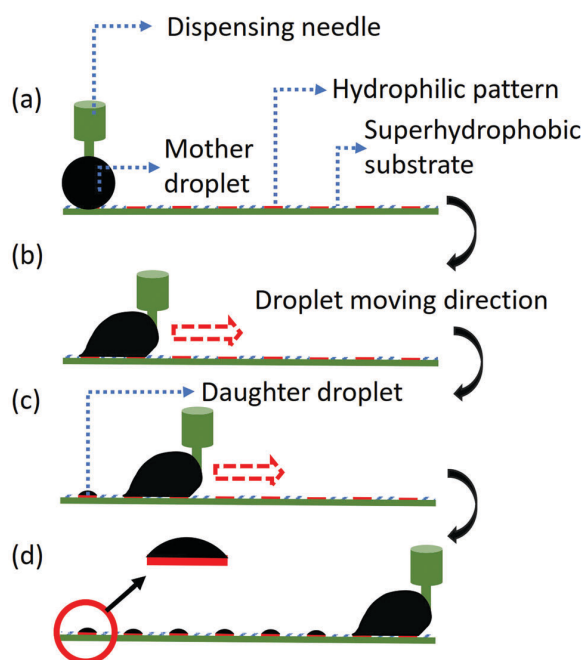 Dispensing needle
(a)
Hydrophilic pattern
Superhydrophobic
substrate
Mother
droplet
(b)
Droplet moving direction
(c)
Daughter droplet
(d)